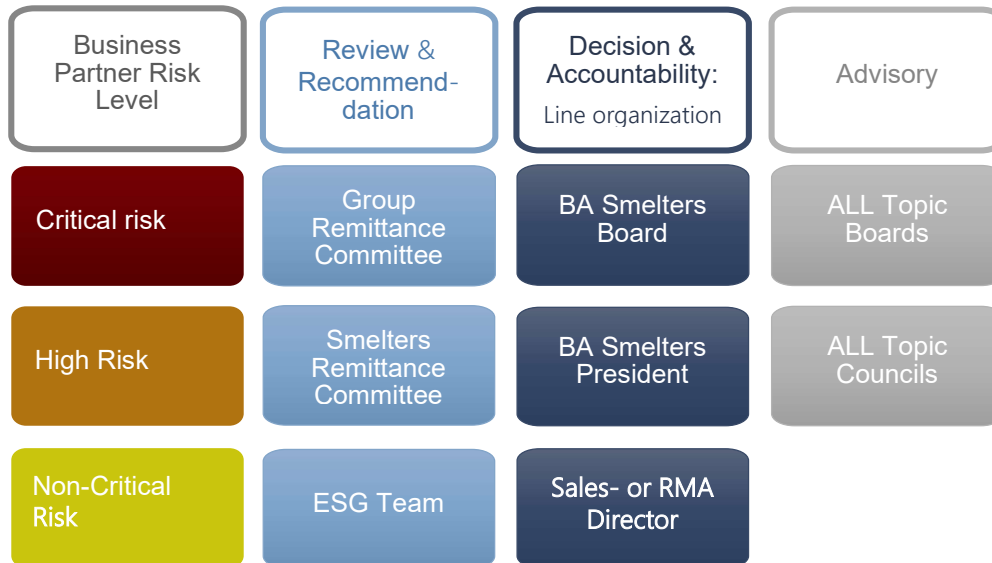 Business
Partner Risk
Level
Review &
Recommend-
dation
Decision &
Accountability:
Line organization
Advisory
Critical risk
Group
Remittance
Committee
BA Smelters
Board
ALL Topic
Boards
High Risk
Smelters
Remittance
Committee
BA Smelters
President
ALL Topic
Councils
Non-Critical
Risk
ESG Team
Sales- or RMA
Director